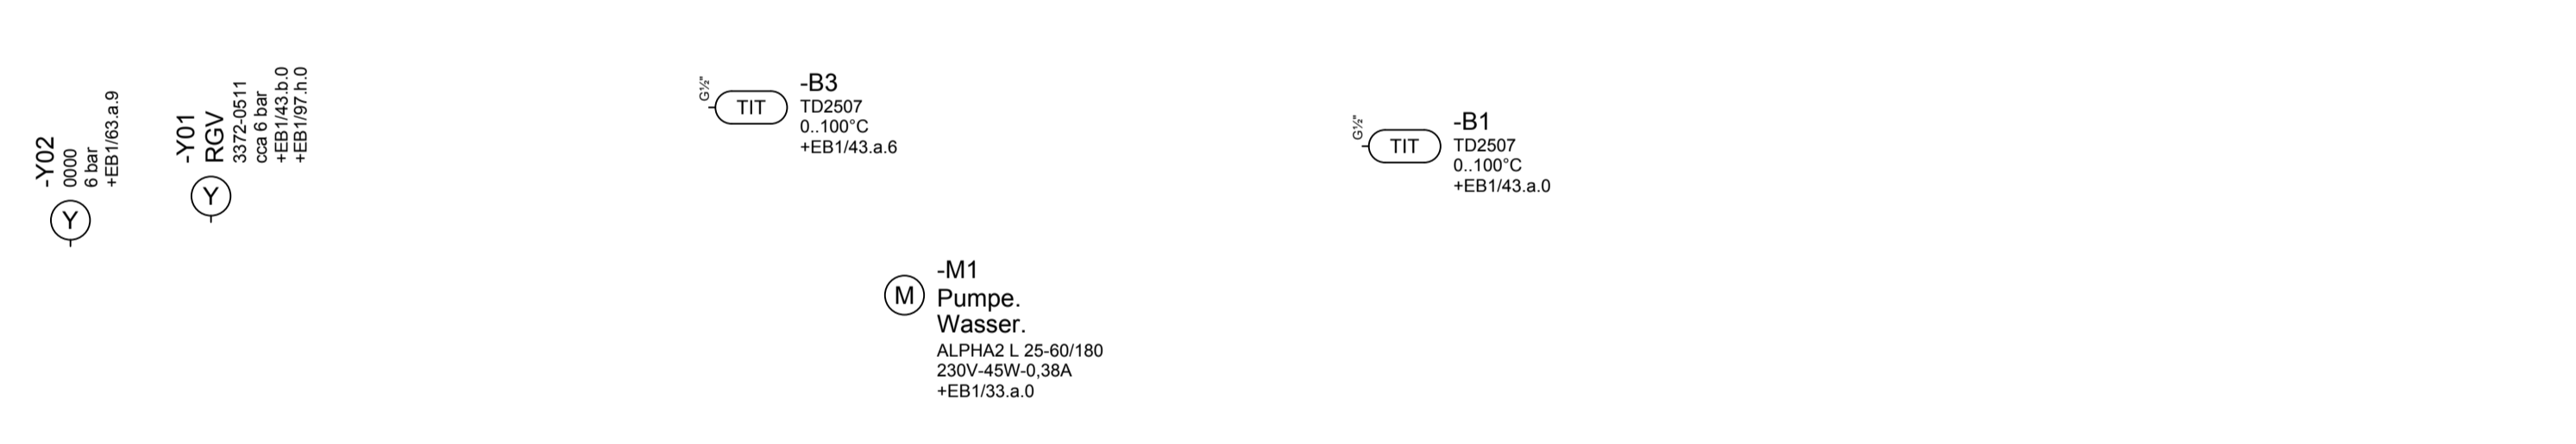 -Y02
0000
6 bar
+EB1/63.a.9
Y
-Y01
RGV
3372-0511
cca 6 bar
+EB1/43.b.0
+EB1/97.h.0
Y
G½"
TIT
-B3
TD2507
0..100°C
+EB1/43.a.6
M
-M1
Pumpe.
Wasser.
ALPHA2 L 25-60/180
230V-45W-0,38A
+EB1/33.a.0
G½"
TIT
-B1
TD2507
0..100°C
+EB1/43.a.0